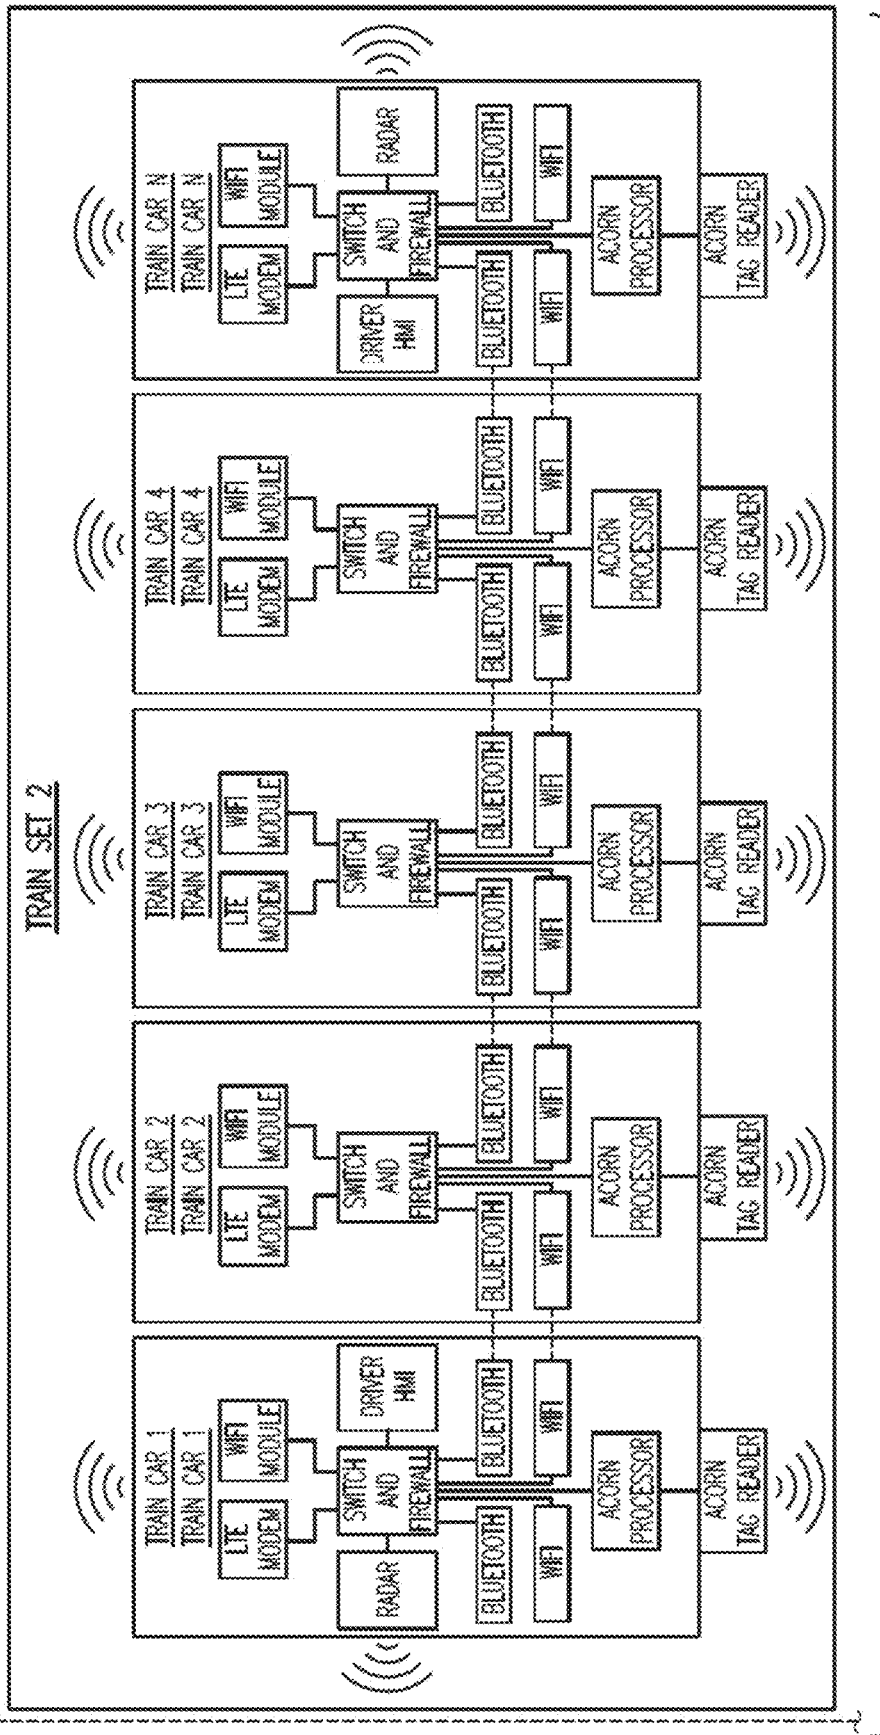 TRAIN SET 2
TRAIN CAR 1
TRAIN CAR 1
LTE
MODEM
WIFI
MODULE
RADAR
SWITCH
AND
FIREWALL
DRIVER
HMI
BLUETOOTH
BLUETOOTH
WIFI
WIFI
ACORN
PROCESSOR
ACORN
TAG READER
TRAIN CAR 2
TRAIN CAR 2
LTE
MODEM
WIFI
MODULE
SWITCH
AND
FIREWALL
BLUETOOTH
BLUETOOTH
WIFI
WIFI
ACORN
PROCESSOR
ACORN
TAG READER
TRAIN CAR 3
TRAIN CAR 3
LTE
MODEM
WIFI
MODULE
SWITCH
AND
FIREWALL
BLUETOOTH
BLUETOOTH
WIFI
WIFI
ACORN
PROCESSOR
ACORN
TAG READER
TRAIN CAR 4
TRAIN CAR 4
LTE
MODEM
WIFI
MODULE
SWITCH
AND
FIREWALL
BLUETOOTH
BLUETOOTH
WIFI
WIFI
ACORN
PROCESSOR
ACORN
TAG READER
TRAIN CAR N
TRAIN CAR N
LTE
MODEM
WIFI
MODULE
DRIVER
HMI
SWITCH
AND
FIREWALL
RADAR
BLUETOOTH
BLUETOOTH
WIFI
WIFI
ACORN
PROCESSOR
ACORN
TAG READER